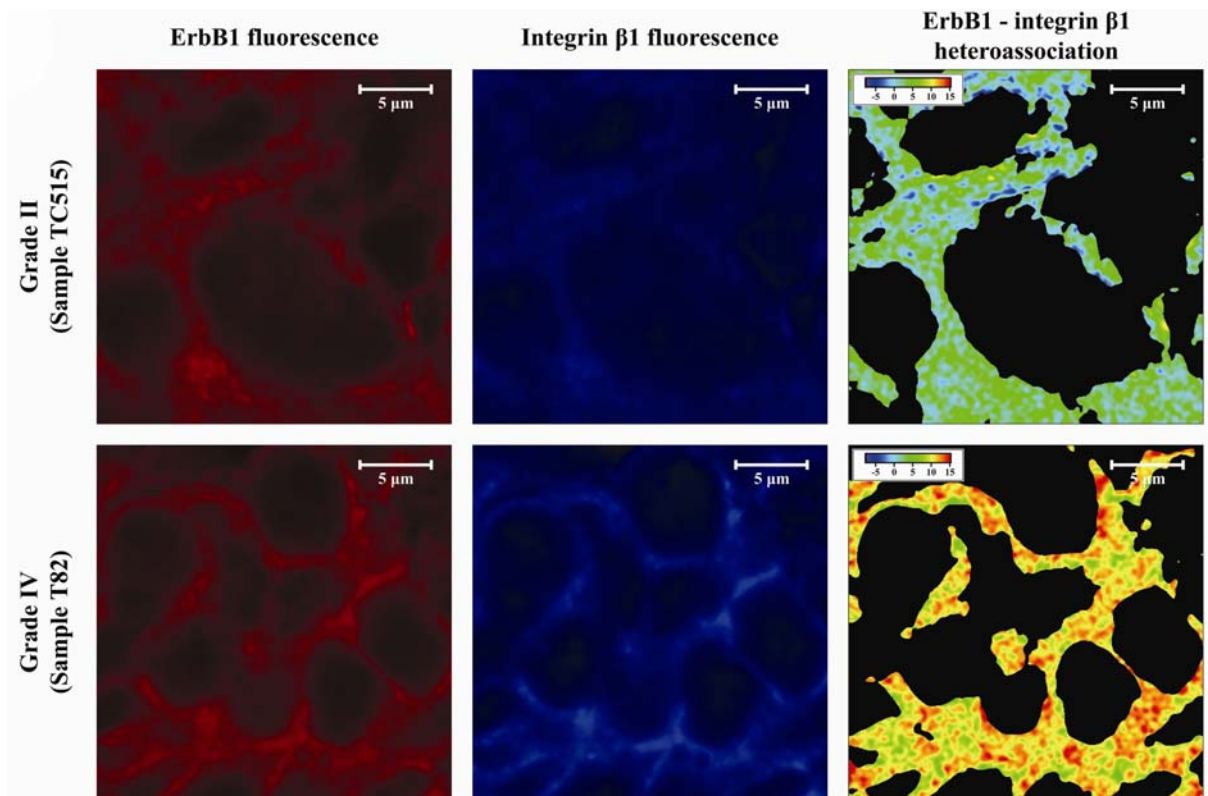 ErbB1 fluorescence
Integrin β1 fluorescence
ErbB1 - integrin β1
heteroassociation
Grade II
(Sample TC515)
5 μm
5 μm
-5 0 5 10 15
5 μm
Grade IV
(Sample T82)
5 μm
5 μm
-5 0 5 10 15
5 μm